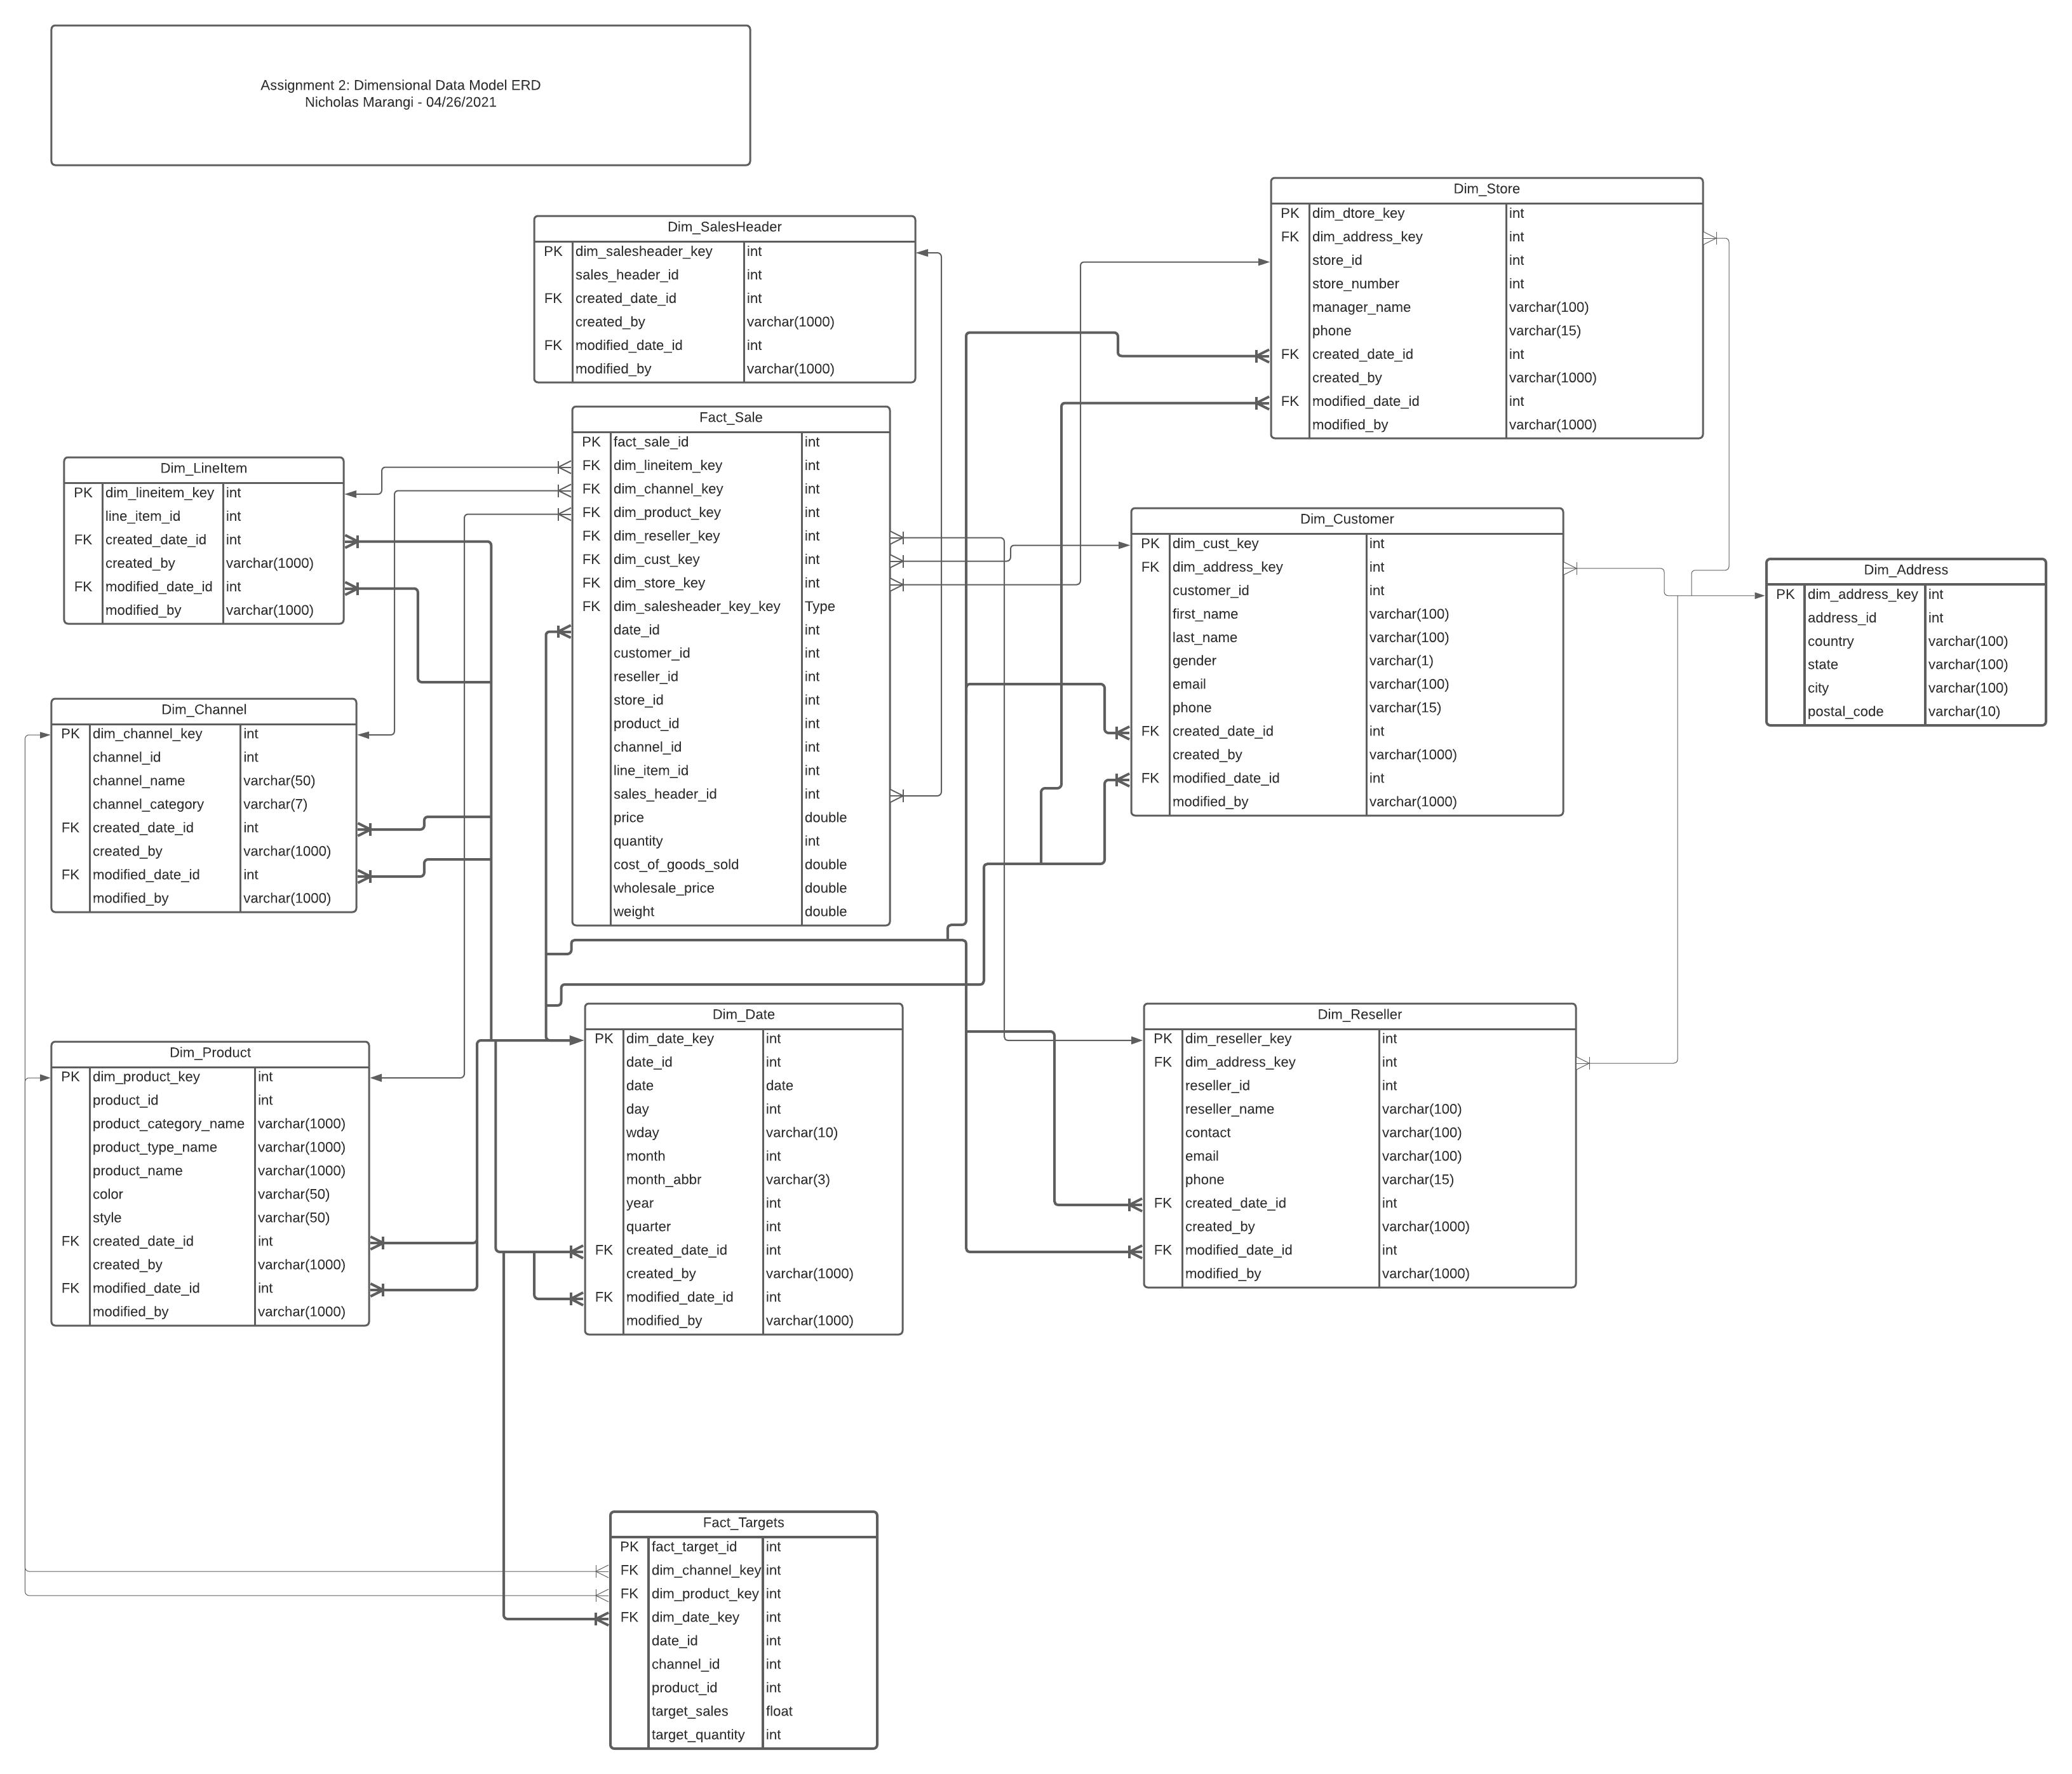 Assignment 2: Dimensional Data Model ERD
Nicholas Marangi - 04/26/2021
Dim_Store
PK dim_dtore_key int
FK dim_address_key int
store_id int
store_number int
manager_name varchar(100)
phone varchar(15)
FK created_date_id int
created_by varchar(1000)
FK modified_date_id int
modified_by varchar(1000)
Dim_SalesHeader
PK dim_salesheader_key int
sales_header_id int
FK created_date_id int
created_by varchar(1000)
FK modified_date_id int
modified_by varchar(1000)
Fact_Sale
PK fact_sale_id int
FK dim_lineitem_key int
FK dim_channel_key int
FK dim_product_key int
FK dim_reseller_key int
FK dim_cust_key int
FK dim_store_key int
FK dim_salesheader_key_key Type
date_id int
customer_id int
reseller_id int
store_id int
product_id int
channel_id int
line_item_id int
sales_header_id int
price double
quantity int
cost_of_goods_sold double
wholesale_price double
weight double
Dim_LineItem
PK dim_lineitem_key int
line_item_id int
FK created_date_id int
created_by varchar(1000)
FK modified_date_id int
modified_by varchar(1000)
Dim_Customer
PK dim_cust_key int
FK dim_address_key int
customer_id int
first_name varchar(100)
last_name varchar(100)
gender varchar(1)
email varchar(100)
phone varchar(15)
FK created_date_id int
created_by varchar(1000)
FK modified_date_id int
modified_by varchar(1000)
Dim_Address
PK dim_address_key int
address_id int
country varchar(100)
state varchar(100)
city varchar(100)
postal_code varchar(10)
Dim_Channel
PK dim_channel_key int
channel_id int
channel_name varchar(50)
channel_category varchar(7)
FK created_date_id int
created_by varchar(1000)
FK modified_date_id int
modified_by varchar(1000)
Dim_Product
PK dim_product_key int
product_id int
product_category_name varchar(1000)
product_type_name varchar(1000)
product_name varchar(1000)
color varchar(50)
style varchar(50)
FK created_date_id int
created_by varchar(1000)
FK modified_date_id int
modified_by varchar(1000)
Dim_Date
PK dim_date_key int
date_id int
date date
day int
wday varchar(10)
month int
month_abbr varchar(3)
year int
quarter int
FK created_date_id int
created_by varchar(1000)
FK modified_date_id int
modified_by varchar(1000)
Dim_Reseller
PK dim_reseller_key int
FK dim_address_key int
reseller_id int
reseller_name varchar(100)
contact varchar(100)
email varchar(100)
phone varchar(15)
FK created_date_id int
created_by varchar(1000)
FK modified_date_id int
modified_by varchar(1000)
Fact_Targets
PK fact_target_id int
FK dim_channel_key int
FK dim_product_key int
FK dim_date_key int
date_id int
channel_id int
product_id int
target_sales float
target_quantity int